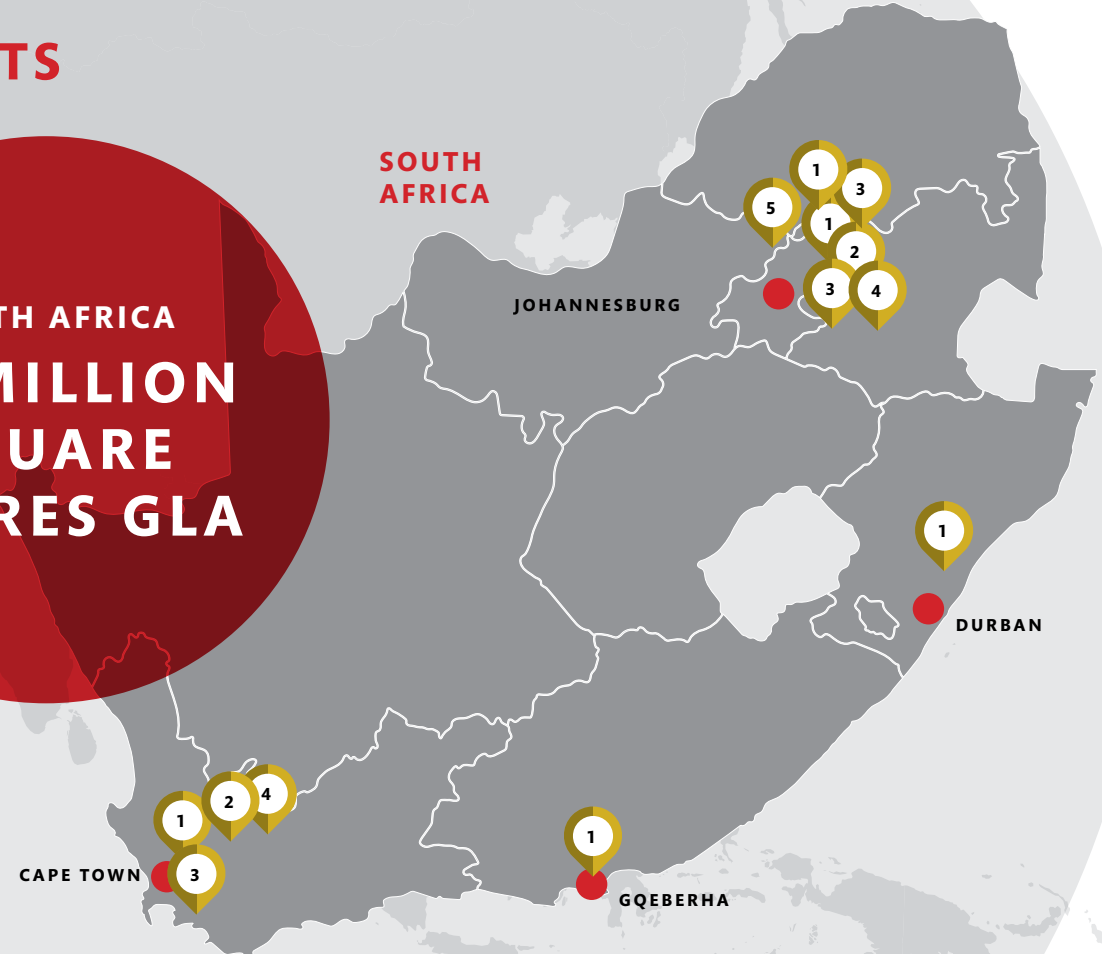 TS
SOUTH
AFRICA
1
3
5
1
2
3
4
JOHANNESBURG
TH AFRICA
MILLION
UARE
RES GLA
1
DURBAN
4
2
1
1
CAPE TOWN
3
GQEBERHA